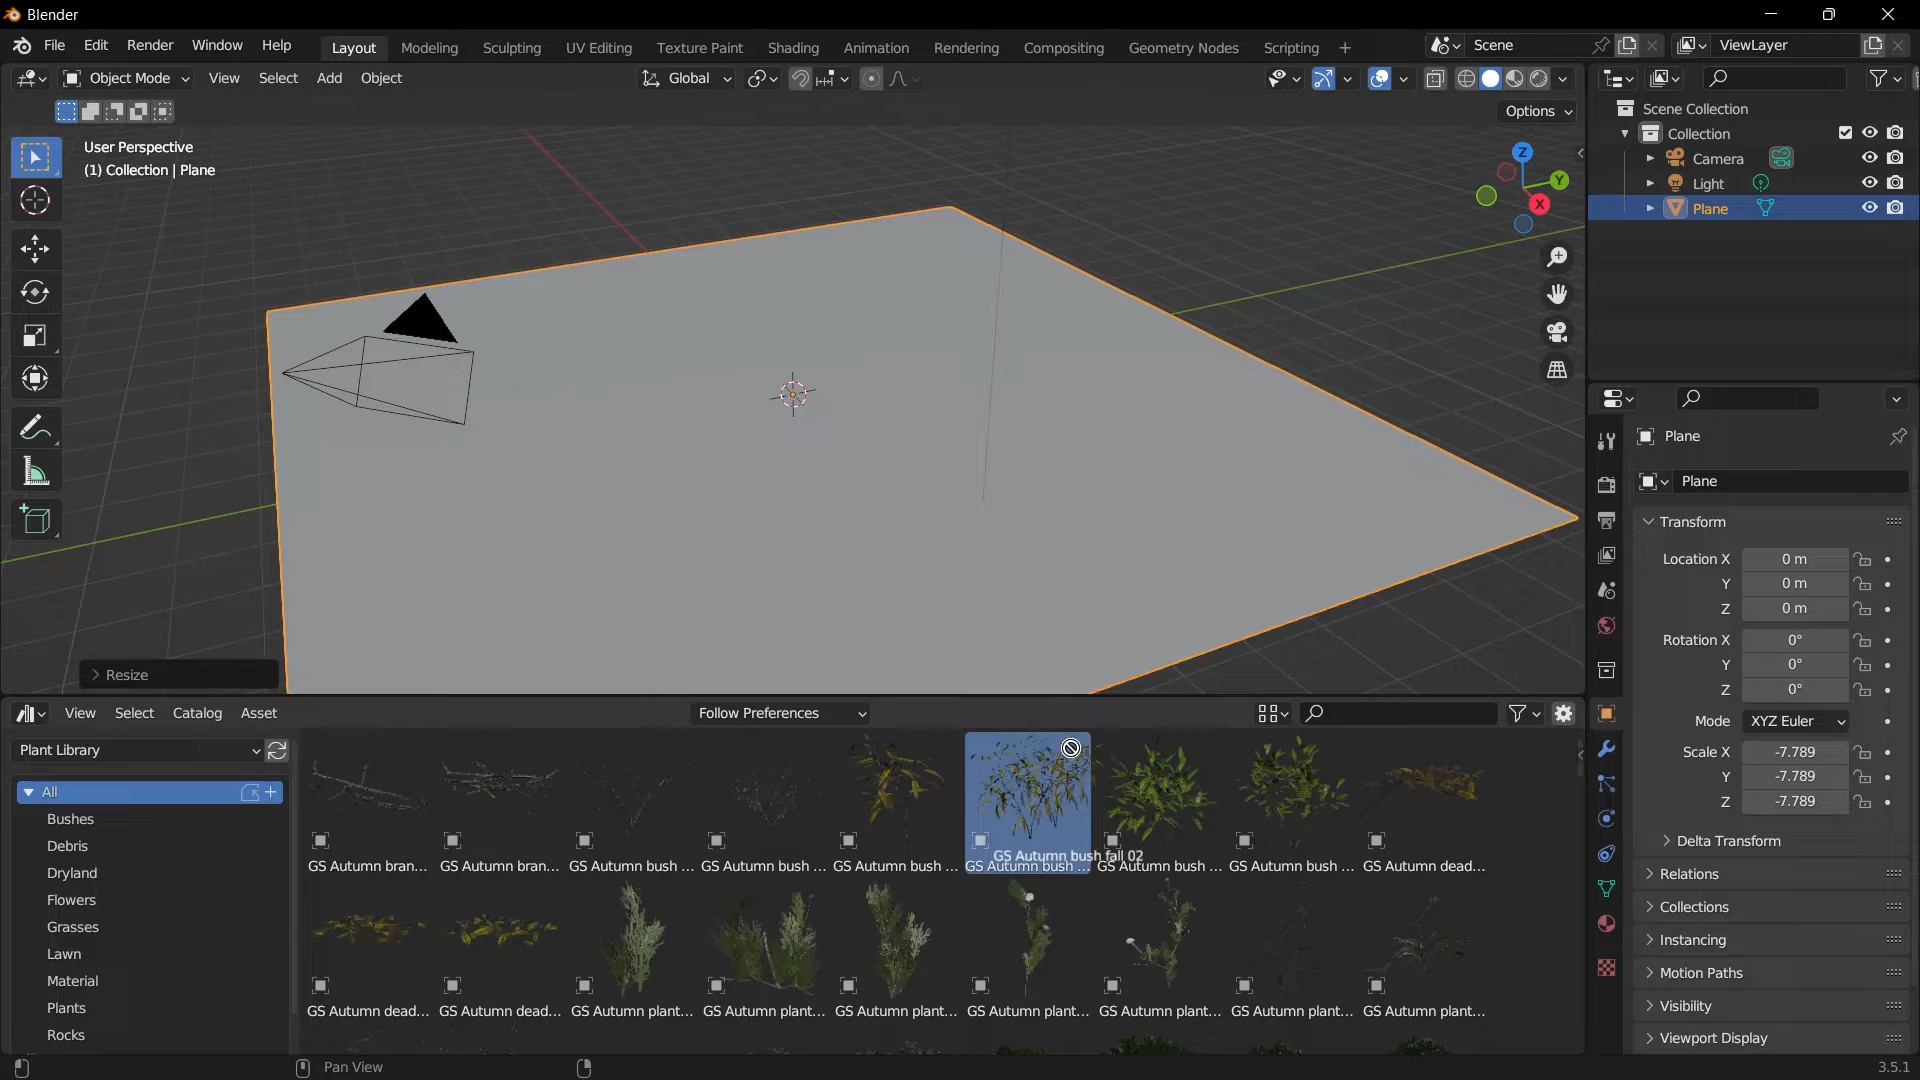 Blender
File Edit Render Window Help Layout Modeling Sculpting UV Editing Texture Paint Shading Animation Rendering Compositing Geometry Nodes Scripting + Scene ViewLayer
Object Mode View Select Add Object Global
Options
User Perspective
(1) Collection | Plane
Z
Y
X
Scene Collection
Collection
Camera
Light
Plane
Plane
Plane
Transform
Location X 0 m
Y 0 m
Z 0 m
Rotation X 0°
Y 0°
Z 0°
Mode XYZ Euler
Scale X -7.789
Y -7.789
Z -7.789
Delta Transform
Relations
Collections
Instancing
Motion Paths
Visibility
Viewport Display
Resize
View Select Catalog Asset Follow Preferences
Plant Library
All
Bushes
Debris
Dryland
Flowers
Grasses
Lawn
Material
Plants
Rocks
GS Autumn bush fall 02
GS Autumn bran... GS Autumn bran... GS Autumn bush ... GS Autumn bush ... GS Autumn bush ... GS Autumn bush ... GS Autumn bush ... GS Autumn bush ... GS Autumn dead...
GS Autumn dead... GS Autumn dead... GS Autumn plant... GS Autumn plant... GS Autumn plant... GS Autumn plant... GS Autumn plant... GS Autumn plant... GS Autumn plant...
Pan View
3.5.1